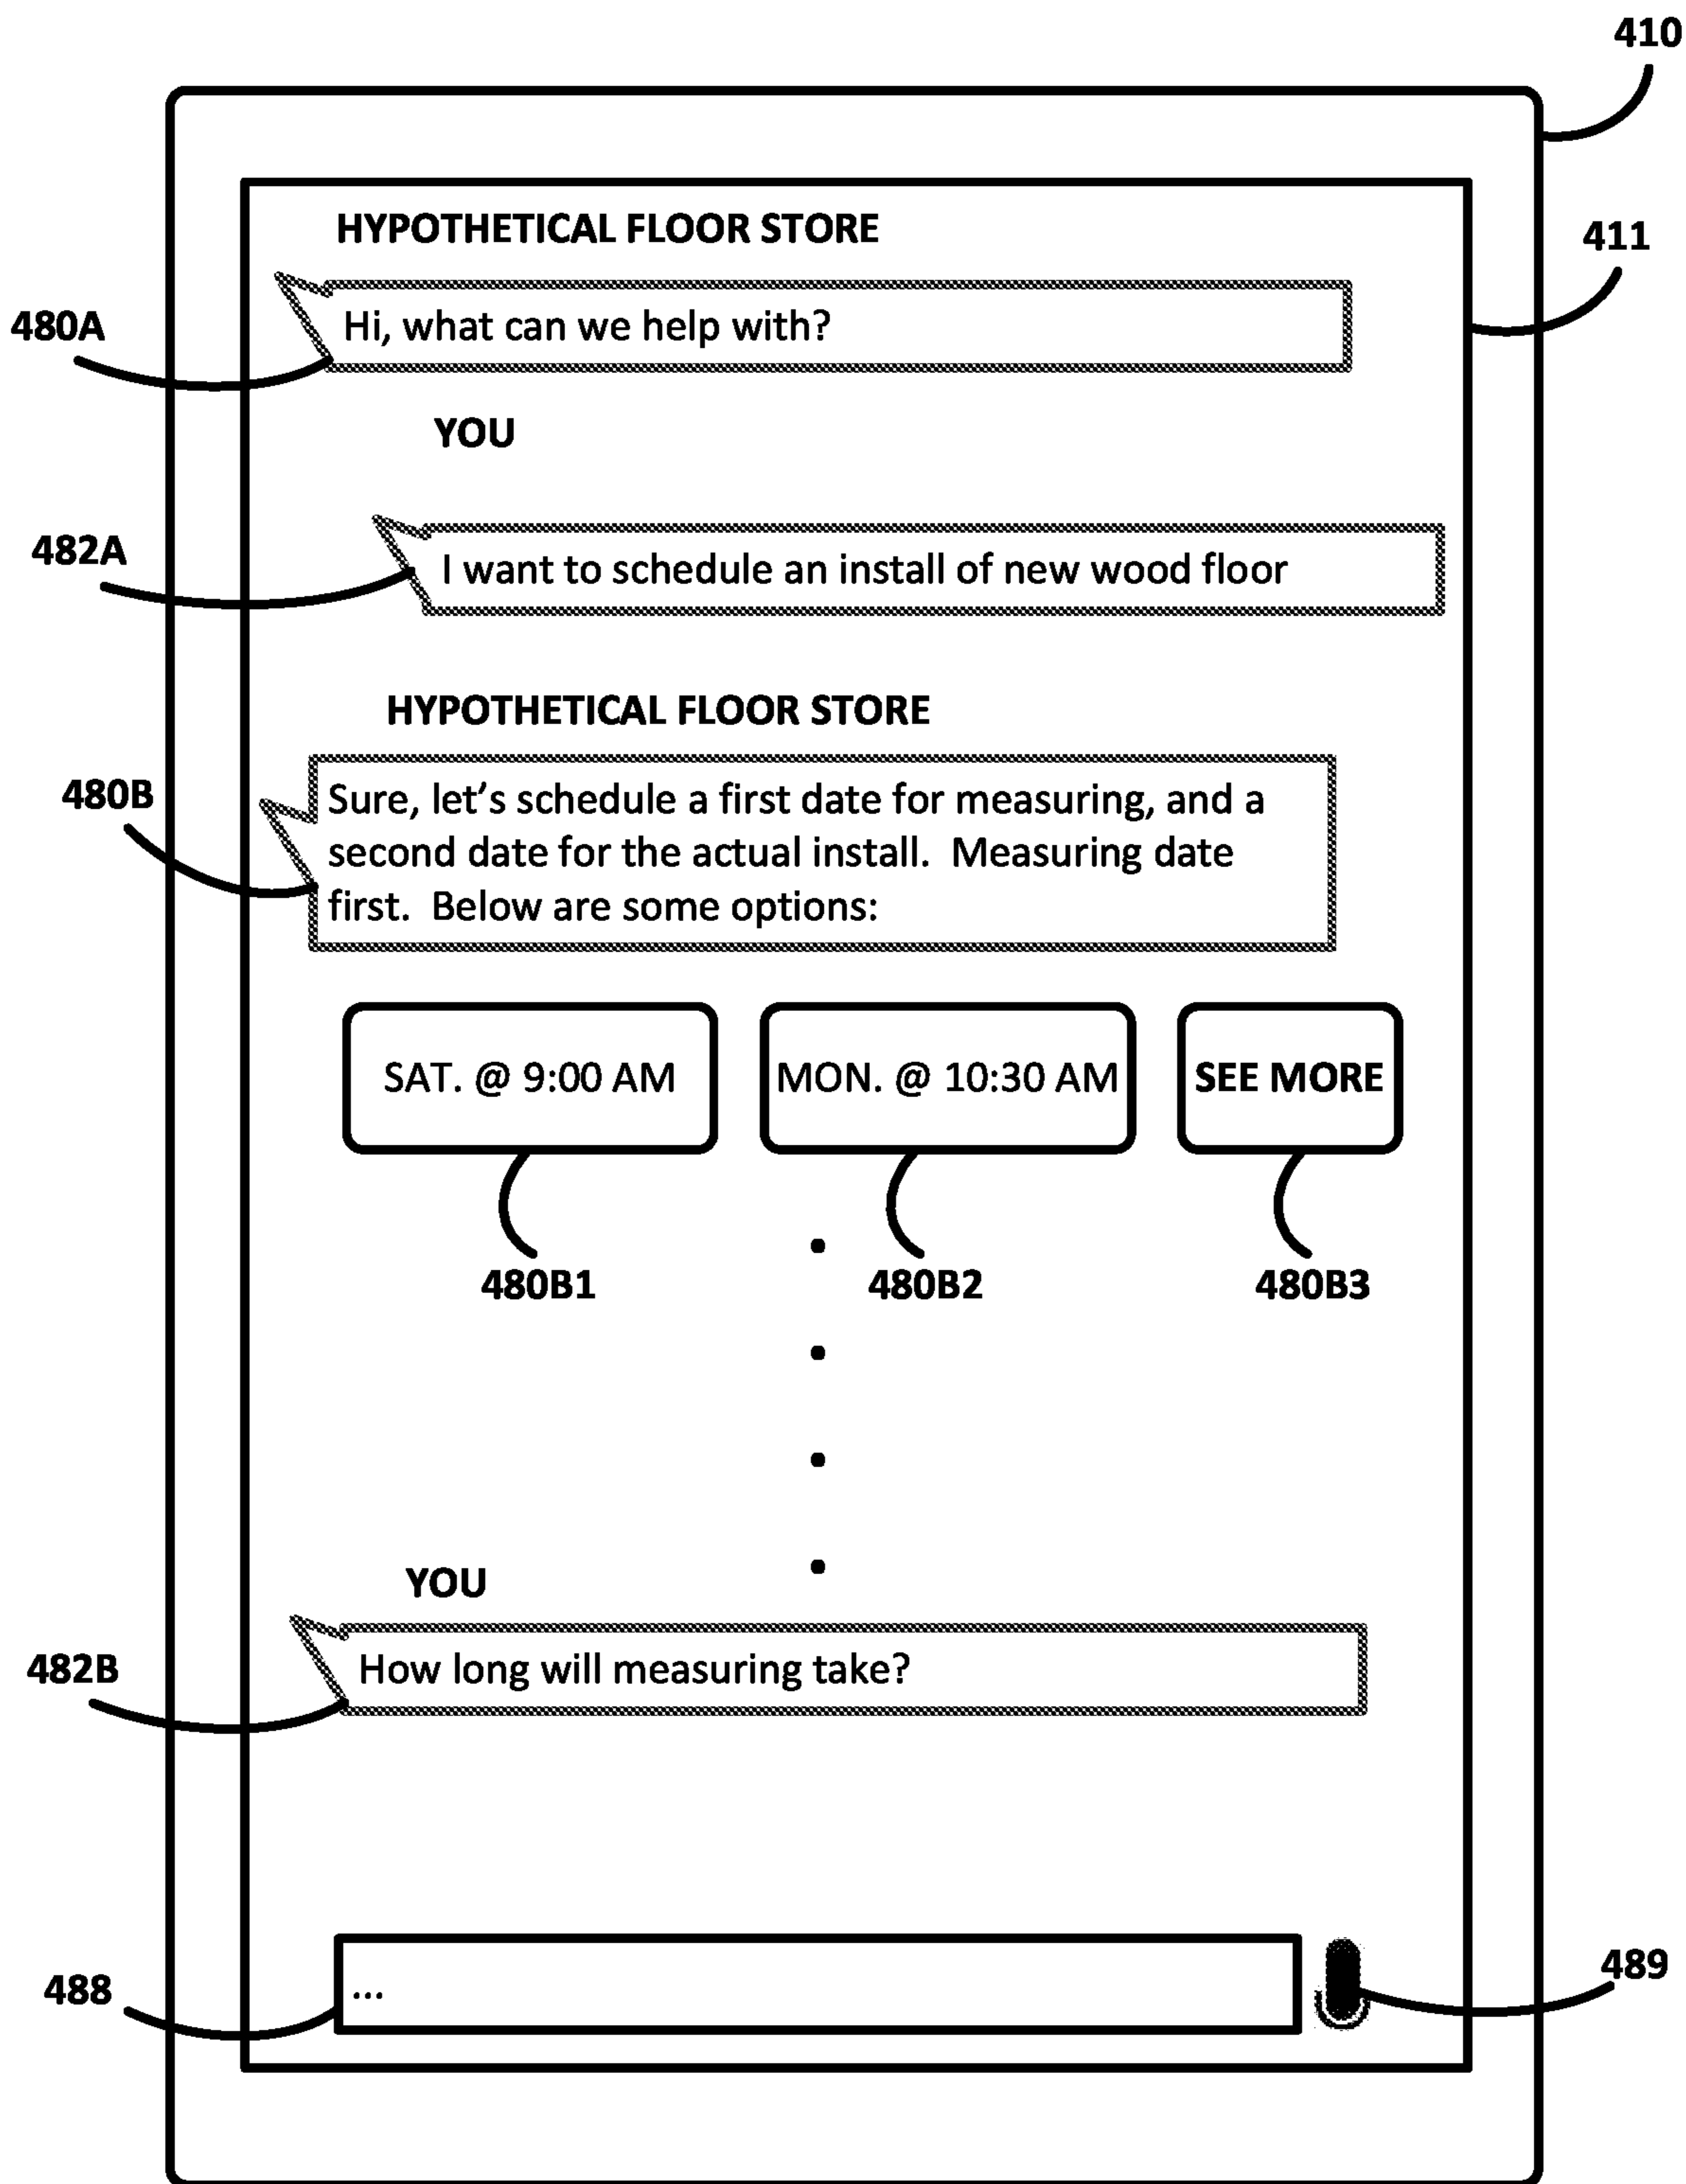 410
HYPOTHETICAL FLOOR STORE
411
480A
Hi, what can we help with?
YOU
482A
I want to schedule an install of new wood floor
HYPOTHETICAL FLOOR STORE
480B
Sure, let's schedule a first date for measuring, and a
second date for the actual install.  Measuring date
first.  Below are some options:
SAT. @ 9:00 AM
MON. @ 10:30 AM
SEE MORE
480B1
480B2
480B3
YOU
482B
How long will measuring take?
488
...
489